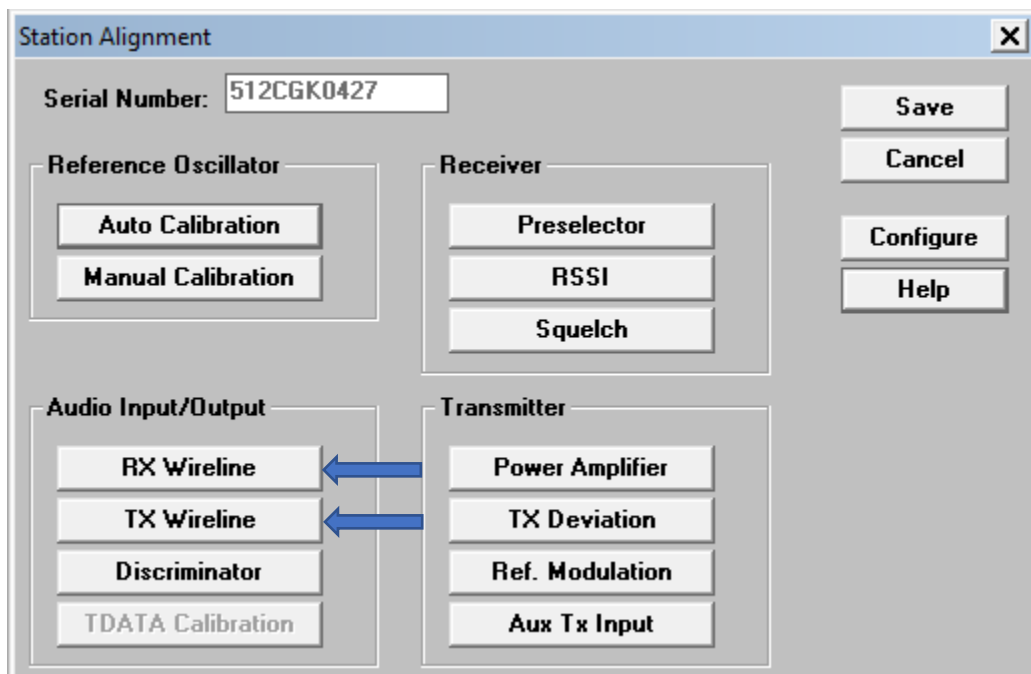 Station Alignment
Serial Number: 512CGK0427
Save
Cancel
Configure
Help
Reference Oscillator
Auto Calibration
Manual Calibration
Receiver
Preselector
RSSI
Squelch
Audio Input/Output
RX Wireline
TX Wireline
Discriminator
TDATA Calibration
Transmitter
Power Amplifier
TX Deviation
Ref. Modulation
Aux Tx Input